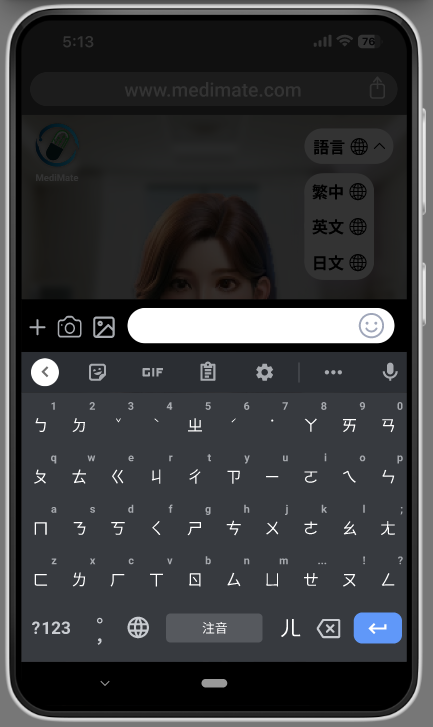 5:13 76
www.medimate.com
語言
MediMate
繁中
英文
日文
GIF
1 2 3 4 5 6 7 8 9 0
ㄅ ㄉ ˇ ˋ ㄓ ˊ ˙ ㄚ ㄞ ㄢ
q w e r t y u i o p
ㄆ ㄊ ㄍ ㄐ ㄔ ㄗ ㄧ ㄛ ㄟ ㄣ
a s d f g h j k l ;
ㄇ ㄋ ㄎ ㄑ ㄕ ㄘ ㄨ ㄜ ㄠ ㄤ
z x c v b n m ... ! ?
ㄈ ㄌ ㄏ ㄒ ㄖ ㄙ ㄩ ㄝ ㄡ ㄥ
?123 °, 注音 ㄦ